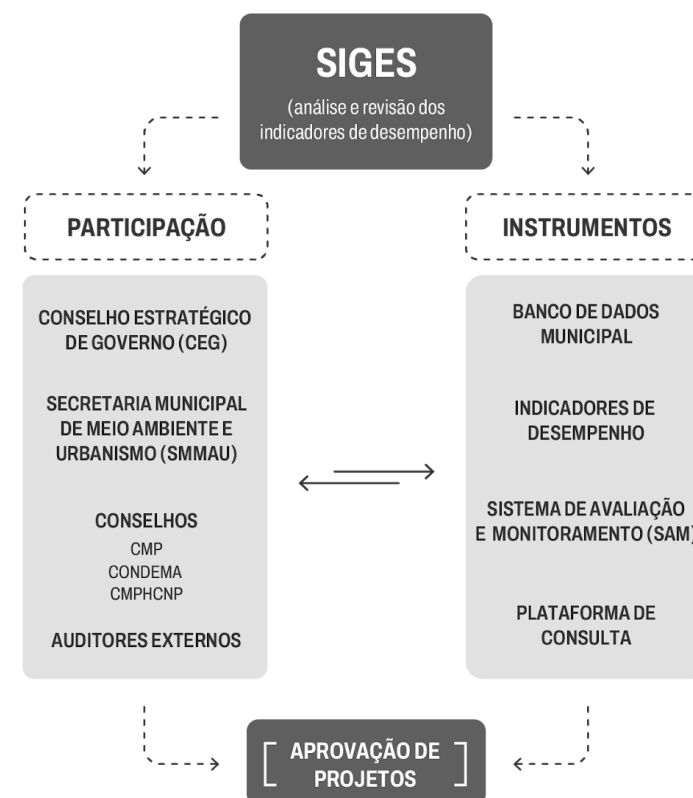 SIGES
(análise e revisão dos
indicadores de desempenho)
PARTICIPAÇÃO
CONSELHO ESTRATÉGICO
DE GOVERNO (CEG)
SECRETARIA MUNICIPAL
DE MEIO AMBIENTE E
URBANISMO (SMMAU)
CONSELHOS
CMP
CONDEMA
CMPHCNP
AUDITORES EXTERNOS
INSTRUMENTOS
BANCO DE DADOS
MUNICIPAL
INDICADORES DE
DESEMPENHO
SISTEMA DE AVALIAÇÃO
E MONITORAMENTO (SAM)
PLATAFORMA DE
CONSULTA
APROVAÇÃO DE
PROJETOS